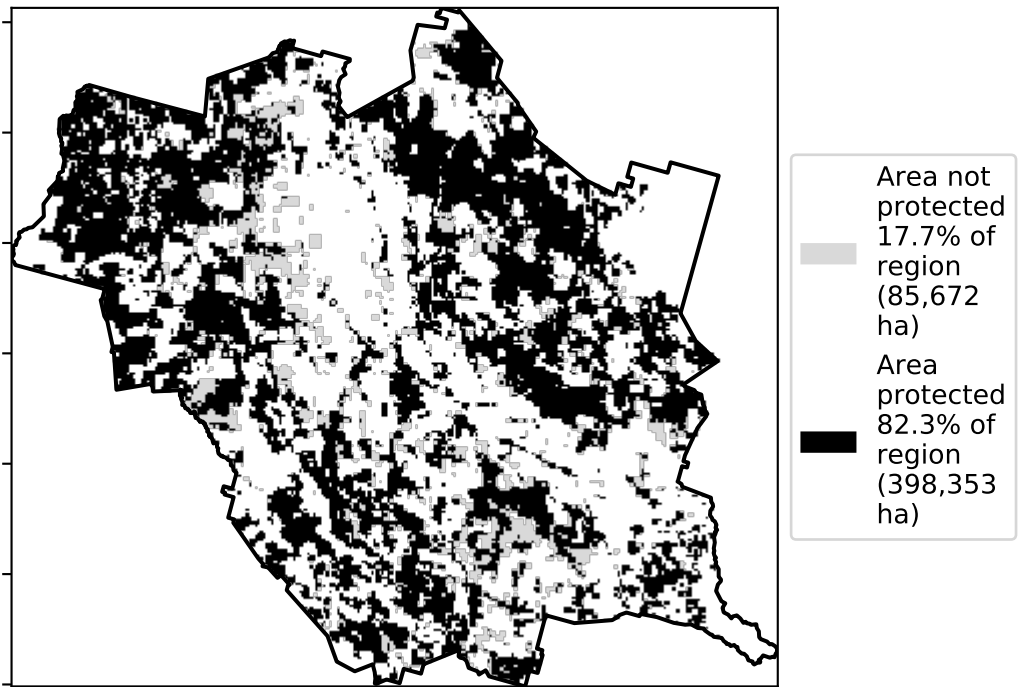 Area not
protected
17.7% of
region
(85,672
ha)
Area
protected
82.3% of
region
(398,353
ha)